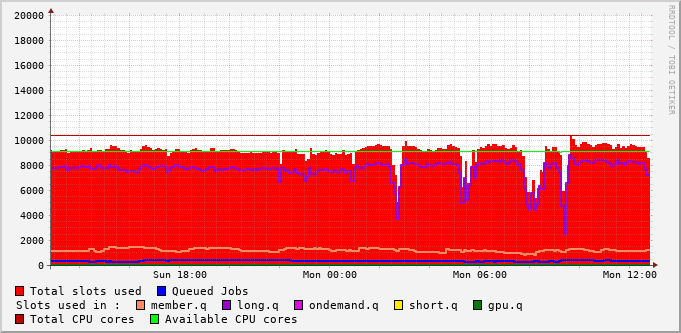 20000
18000
16000
14000
12000
10000
8000
6000
4000
2000
0
Sun 18:00 Mon 00:00 Mon 06:00 Mon 12:00
RRDTOOL / TOBI OETIKER
Total slots used Queued Jobs
Slots used in : member.q long.q ondemand.q short.q gpu.q
Total CPU cores Available CPU cores